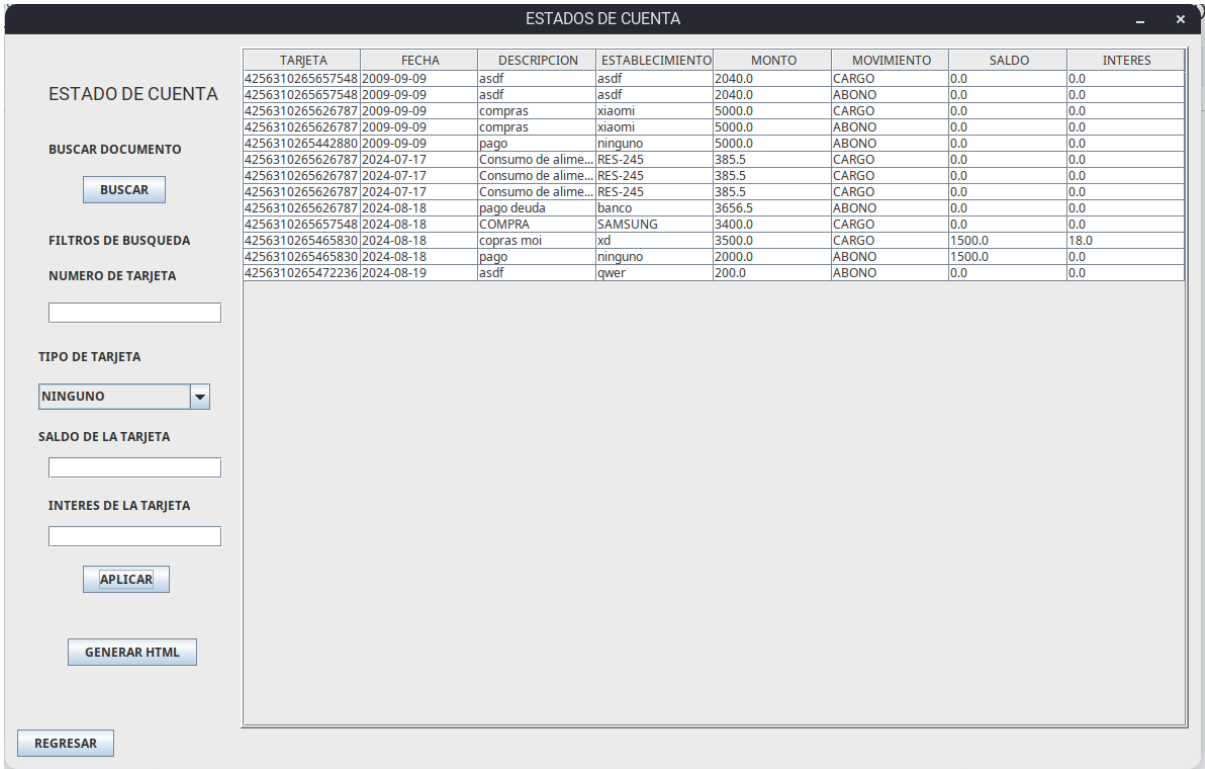 ESTADOS DE CUENTA
ESTADO DE CUENTA
BUSCAR DOCUMENTO
BUSCAR
FILTROS DE BUSQUEDA
NUMERO DE TARJETA
TIPO DE TARJETA
NINGUNO
SALDO DE LA TARJETA
INTERES DE LA TARJETA
APLICAR
GENERAR HTML
REGRESAR
TARJETA FECHA DESCRIPCION ESTABLECIMIENTO MONTO MOVIMIENTO SALDO INTERES
4256310265657548 2009-09-09 asdf asdf 2040.0 CARGO 0.0 0.0
4256310265657548 2009-09-09 asdf asdf 2040.0 ABONO 0.0 0.0
4256310265626787 2009-09-09 compras xiaomi 5000.0 CARGO 0.0 0.0
4256310265626787 2009-09-09 compras xiaomi 5000.0 ABONO 0.0 0.0
4256310265442880 2009-09-09 pago ninguno 5000.0 ABONO 0.0 0.0
4256310265626787 2024-07-17 Consumo de alime... RES-245 385.5 CARGO 0.0 0.0
4256310265626787 2024-07-17 Consumo de alime... RES-245 385.5 CARGO 0.0 0.0
4256310265626787 2024-07-17 Consumo de alime... RES-245 385.5 CARGO 0.0 0.0
4256310265626787 2024-08-18 pago deuda banco 3656.5 ABONO 0.0 0.0
4256310265657548 2024-08-18 COMPRA SAMSUNG 3400.0 CARGO 0.0 0.0
4256310265465830 2024-08-18 copras moi xd 3500.0 CARGO 1500.0 18.0
4256310265465830 2024-08-18 pago ninguno 2000.0 ABONO 1500.0 0.0
4256310265472236 2024-08-19 asdf qwer 200.0 ABONO 0.0 0.0